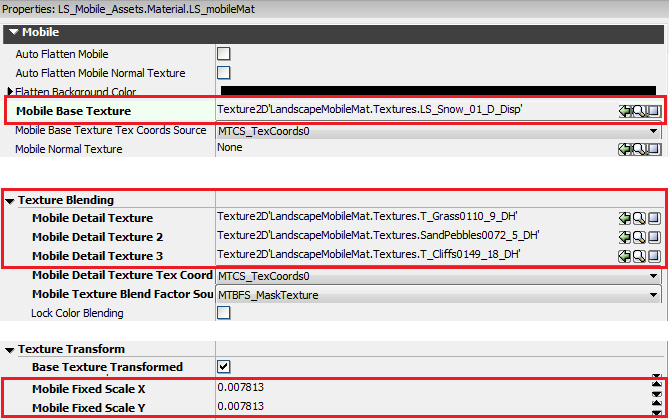 Properties: LS_Mobile_Assets.Material.LS_mobileMat
Mobile
Auto Flatten Mobile
Auto Flatten Mobile Normal Texture
Flatten Background Color
Mobile Base Texture Texture2D'LandscapeMobileMat.Textures.LS_Snow_01_D_Disp'
Mobile Base Texture Tex Coords Source MTCS_TexCoords0
Mobile Normal Texture None
Texture Blending
Mobile Detail Texture Texture2D'LandscapeMobileMat.Textures.T_Grass0110_9_DH'
Mobile Detail Texture 2 Texture2D'LandscapeMobileMat.Textures.SandPebbles0072_5_DH'
Mobile Detail Texture 3 Texture2D'LandscapeMobileMat.Textures.T_Cliffs0149_18_DH'
Mobile Detail Texture Tex Coord MTCS_TexCoords0
Mobile Texture Blend Factor Sou MTBFS_MaskTexture
Lock Color Blending
Texture Transform
Base Texture Transformed
Mobile Fixed Scale X 0.007813
Mobile Fixed Scale Y 0.007813